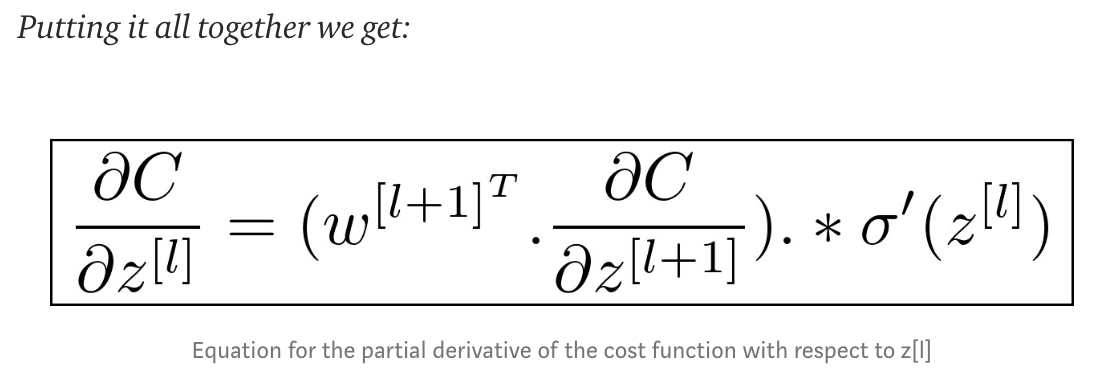 Putting it all together we get:
∂C/∂z^[l] = (w^[l+1]^T . ∂C/∂z^[l+1]) . * σ′(z^[l])
Equation for the partial derivative of the cost function with respect to z[l]